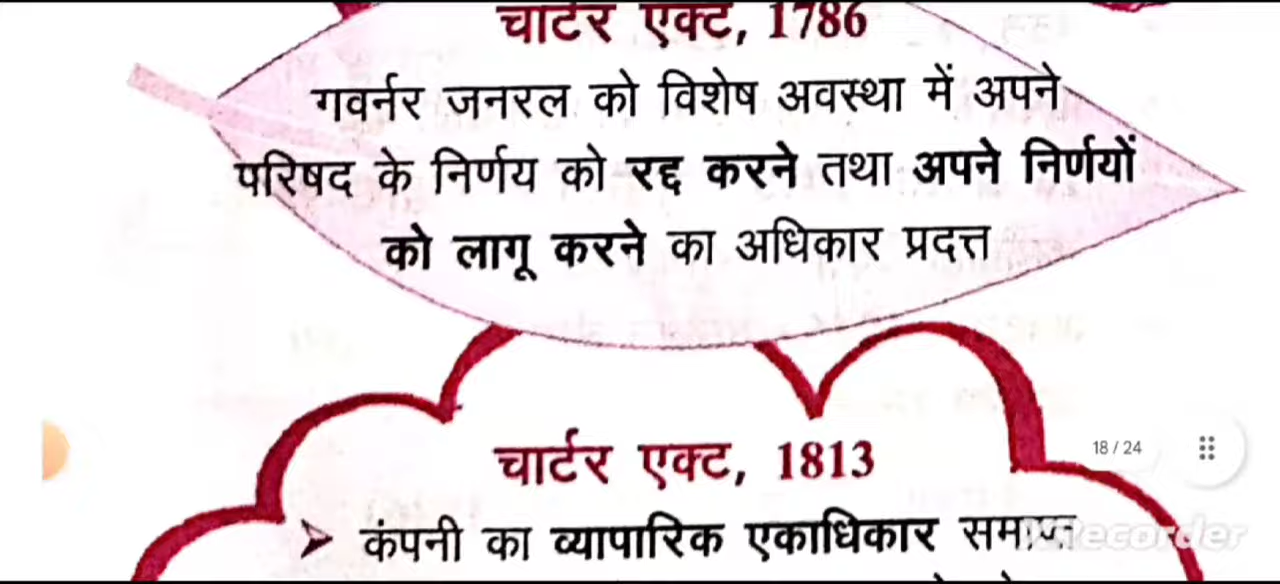 चार्टर एक्ट, 1786
गवर्नर जनरल को विशेष अवस्था में अपने
परिषद के निर्णय को रद्द करने तथा अपने निर्णयों
को लागू करने का अधिकार प्रदत्त
चार्टर एक्ट, 1813
18 / 24
➤ कंपनी का व्यापारिक एकाधिकार समाप्त